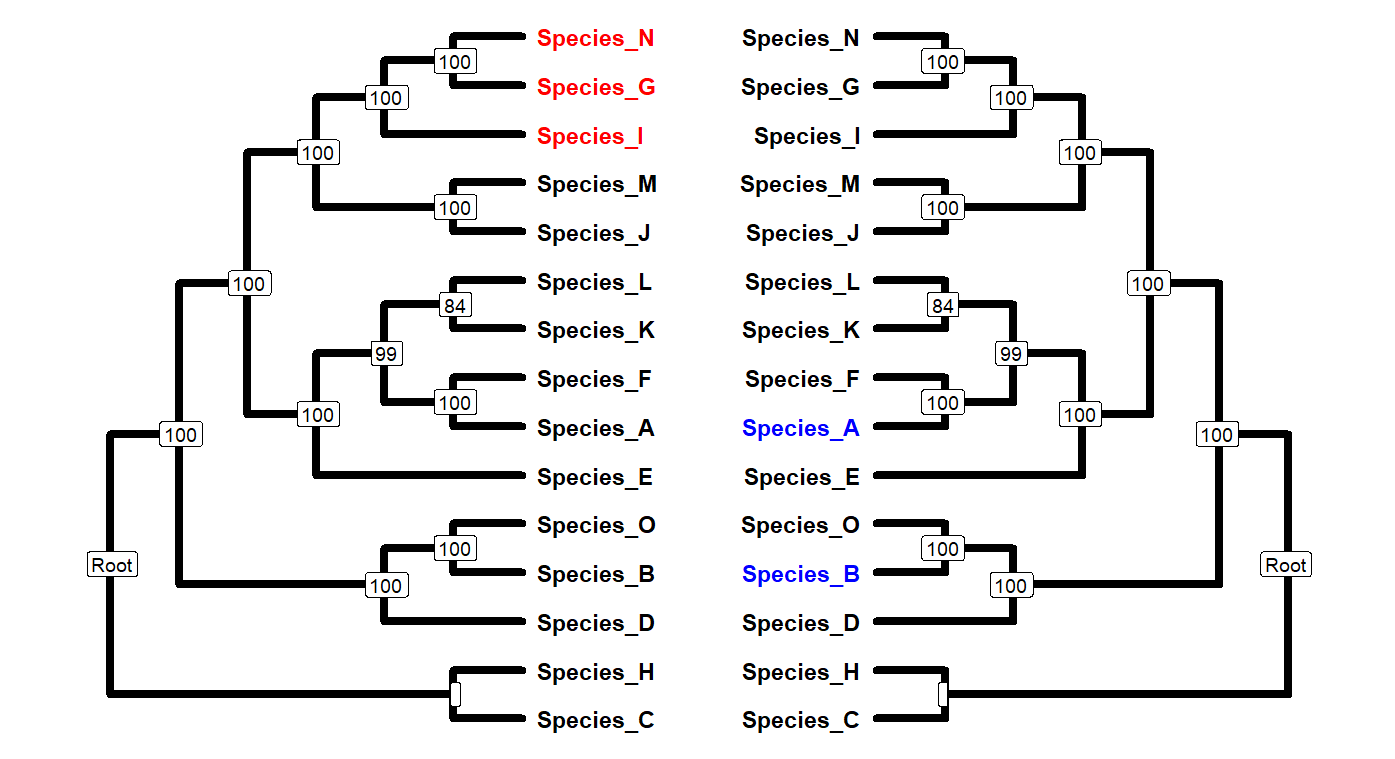 Species_N Species_N
100 100
Species_G Species_G
100 100
Species_I Species_I
100 100
Species_M Species_M
100 100
Species_J Species_J
100 Species_L Species_L 100
84 84
Species_K Species_K
99 99
Species_F Species_F
100 100
100 100
Species_A Species_A
100 100
Species_E Species_E
Species_O Species_O
100 100
Root Root
Species_B Species_B
100 100
Species_D Species_D
Species_H Species_H
Species_C Species_C